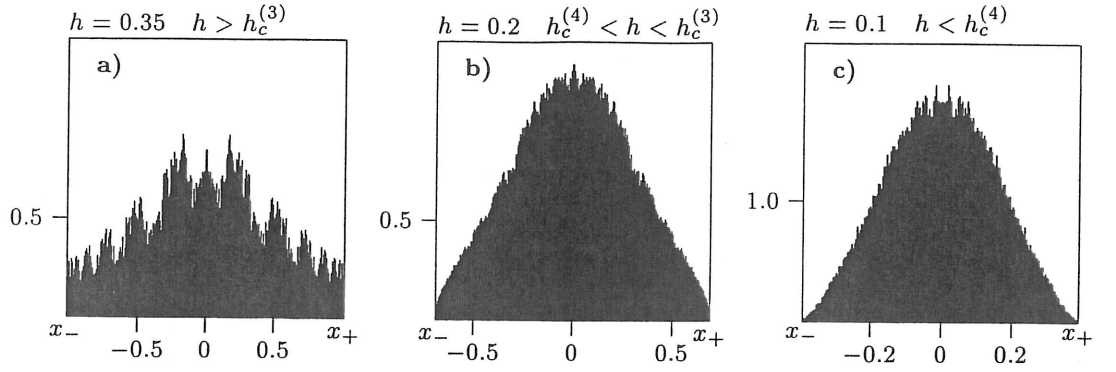 h = 0.35 h > h_c^(3)
a)
0.5
x_- -0.5 0 0.5 x_+
h = 0.2 h_c^(4) < h < h_c^(3)
b)
0.5
x_- -0.5 0 0.5 x_+
h = 0.1 h < h_c^(4)
c)
1.0
x_- -0.2 0 0.2 x_+